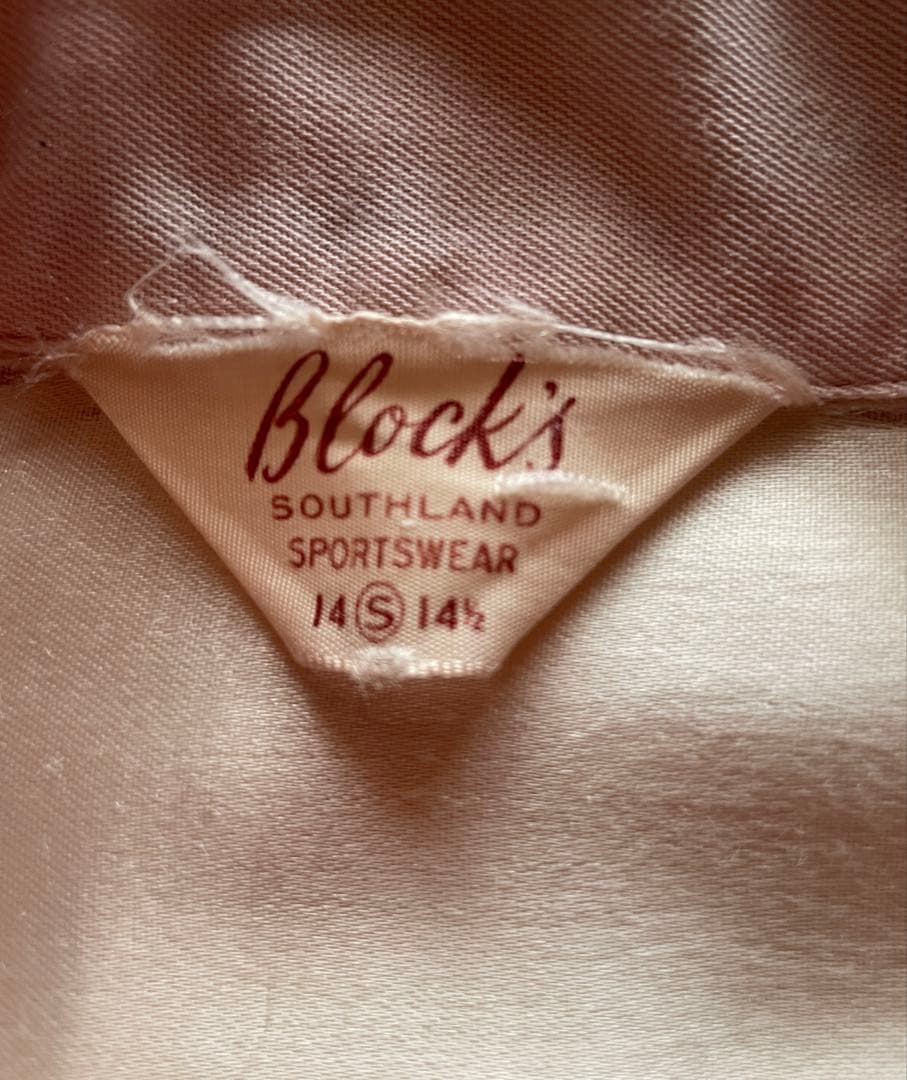 Block's
SOUTHLAND
SPORTSWEAR
14 Ⓢ 14½